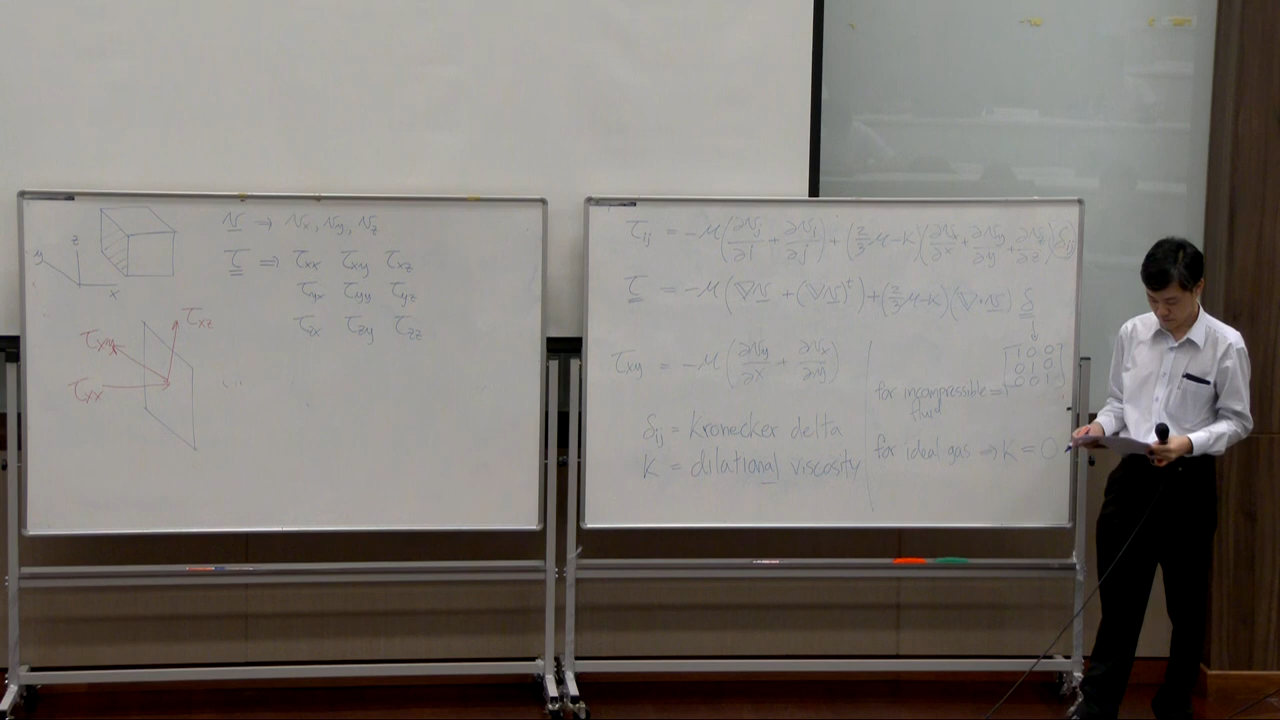 z
y
x
v → vx, vy, vz
τ ⇒ τxx τxy τxz
τyx τyy τyz
τzx τzy τzz
τxz
τxy
τxx
...
τij = -μ(∂vj/∂i + ∂vi/∂j) + (2/3 μ-κ)(∂vx/∂x + ∂vy/∂y + ∂vz/∂z) δij
τ = -μ(∇v + (∇v)t) + (2/3 μ-κ)(∇·v) δ
τxy = -μ(∂vy/∂x + ∂vx/∂y)
[1 0 0
0 1 0
0 0 1]
δij = Kronecker delta
κ = dilational viscosity
for incompressible =
fluid
for ideal gas ⇒ κ = 0